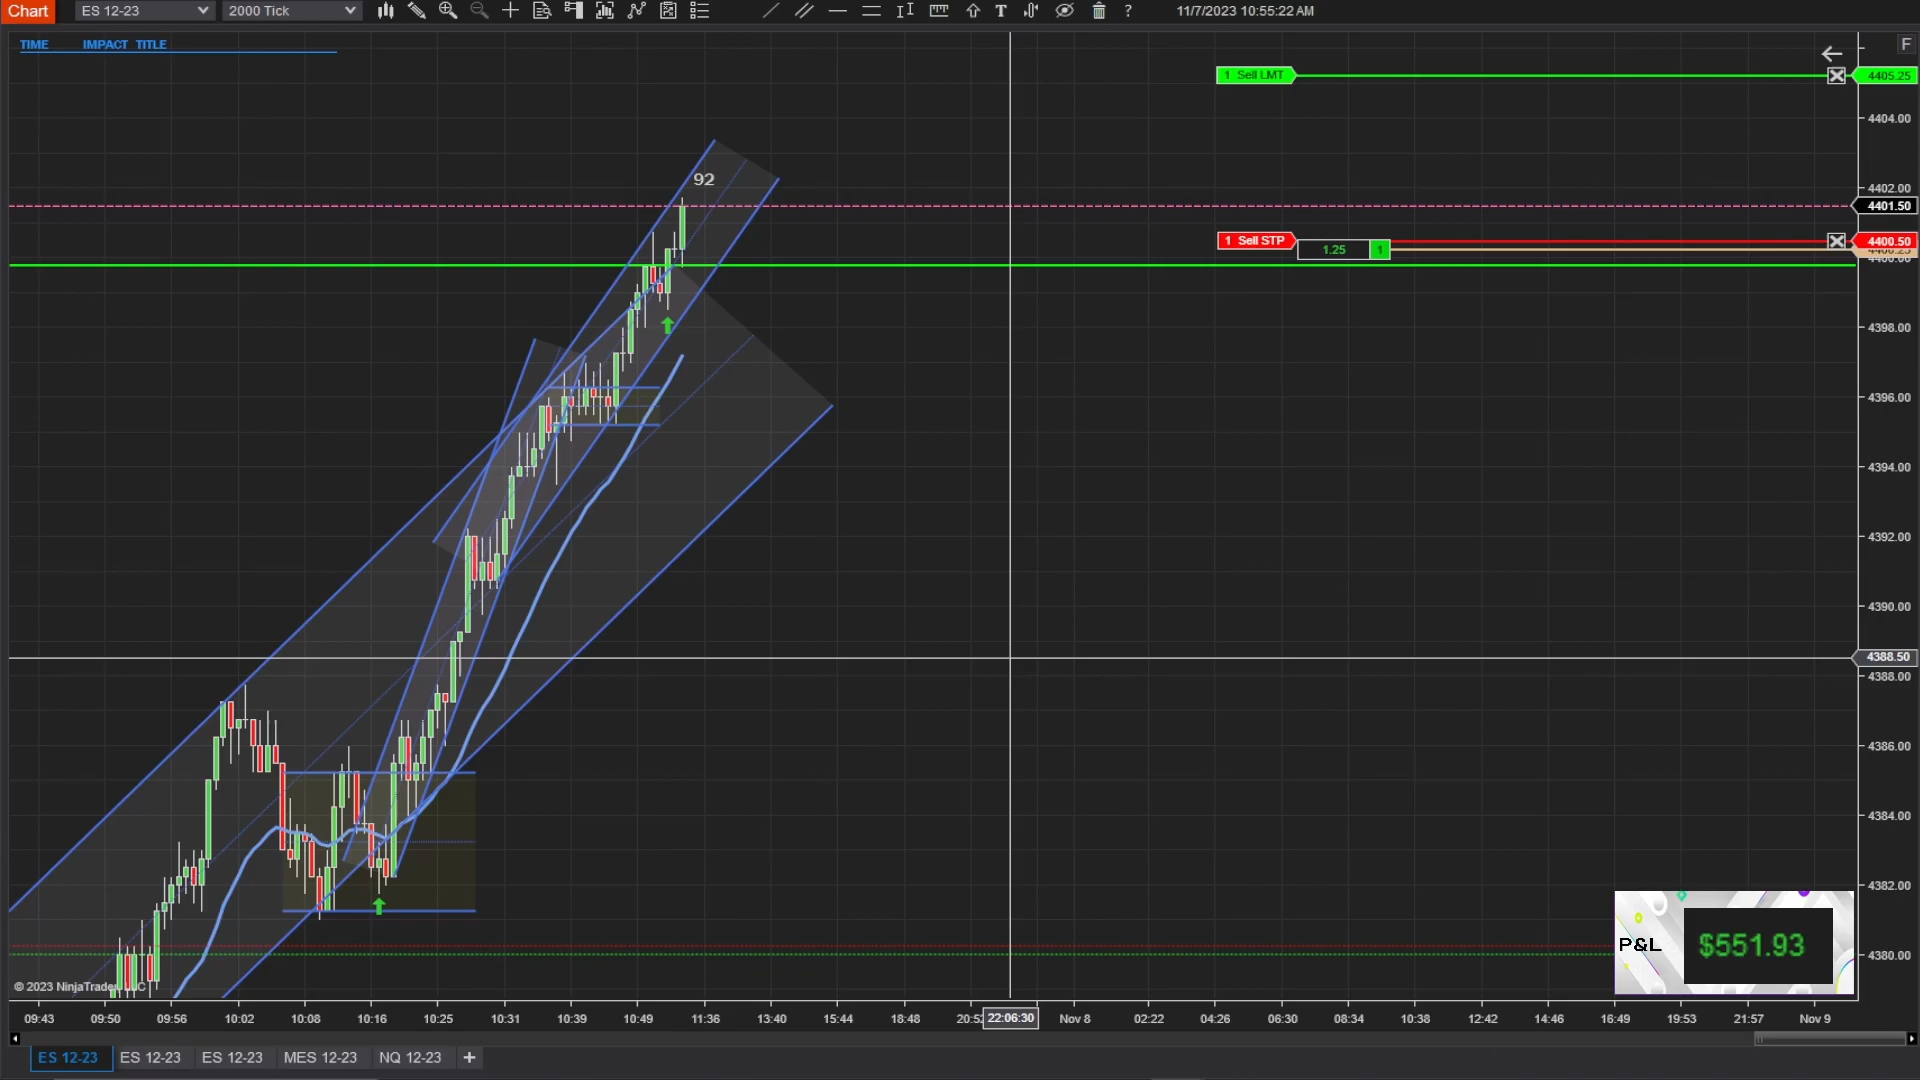 Chart ES 12-23 2000 Tick T ? 11/7/2023 10:55:22 AM
TIME IMPACT TITLE
F
1 Sell LMT 4405.25
4404.00
92
4402.00
4401.50
1 Sell STP 4400.50
1.25 1
4400.00
4398.00
4396.00
4394.00
4392.00
4390.00
4388.50
4388.00
4386.00
4384.00
4382.00
P&L $551.93
4380.00
© 2023 NinjaTrader
09:43 09:50 09:56 10:02 10:08 10:16 10:25 10:31 10:39 10:49 11:36 13:40 15:44 18:48 20:52 22:06:30 Nov 8 02:22 04:26 06:30 08:34 10:38 12:42 14:46 16:49 19:53 21:57 Nov 9
ES 12-23 ES 12-23 ES 12-23 MES 12-23 NQ 12-23 +